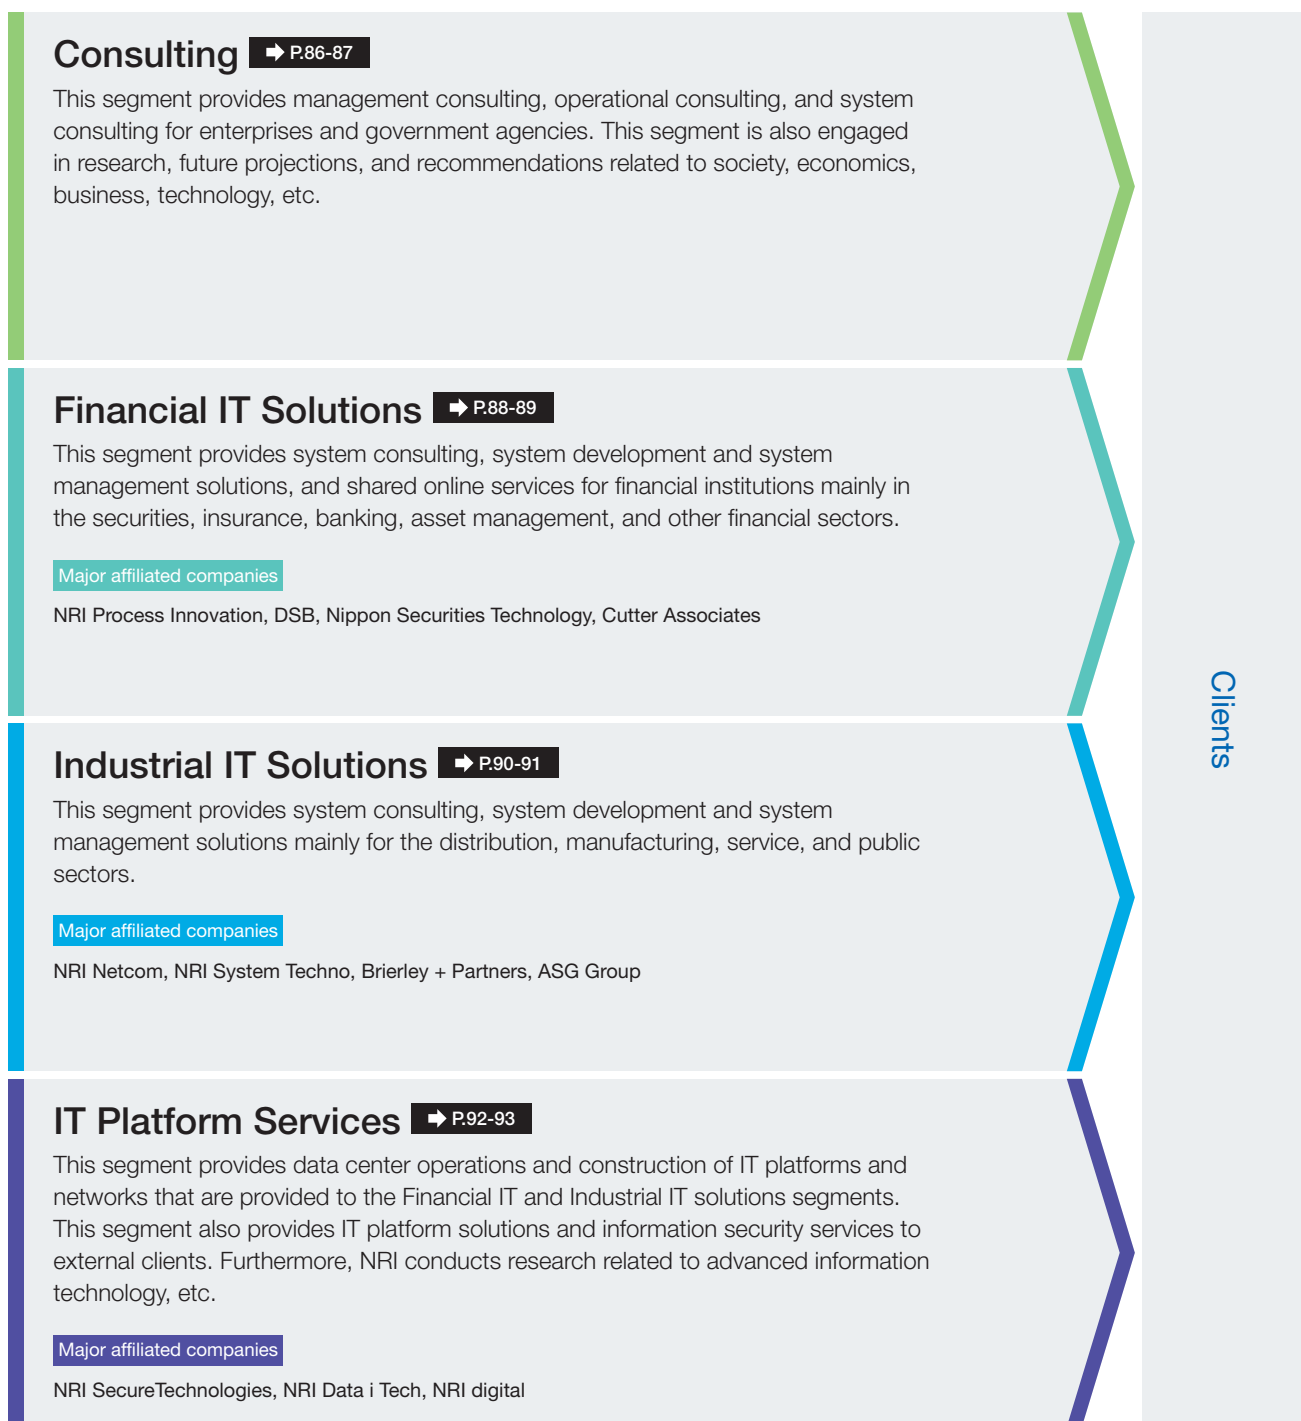 Consulting P.86-87
This segment provides management consulting, operational consulting, and system
consulting for enterprises and government agencies. This segment is also engaged
in research, future projections, and recommendations related to society, economics,
business, technology, etc.
Financial IT Solutions P.88-89
This segment provides system consulting, system development and system
management solutions, and shared online services for financial institutions mainly in
the securities, insurance, banking, asset management, and other financial sectors.
Major affiliated companies
NRI Process Innovation, DSB, Nippon Securities Technology, Cutter Associates
Industrial IT Solutions P.90-91
This segment provides system consulting, system development and system
management solutions mainly for the distribution, manufacturing, service, and public
sectors.
Major affiliated companies
NRI Netcom, NRI System Techno, Brierley + Partners, ASG Group
IT Platform Services P.92-93
This segment provides data center operations and construction of IT platforms and
networks that are provided to the Financial IT and Industrial IT solutions segments.
This segment also provides IT platform solutions and information security services to
external clients. Furthermore, NRI conducts research related to advanced information
technology, etc.
Major affiliated companies
NRI SecureTechnologies, NRI Data i Tech, NRI digital
Clients